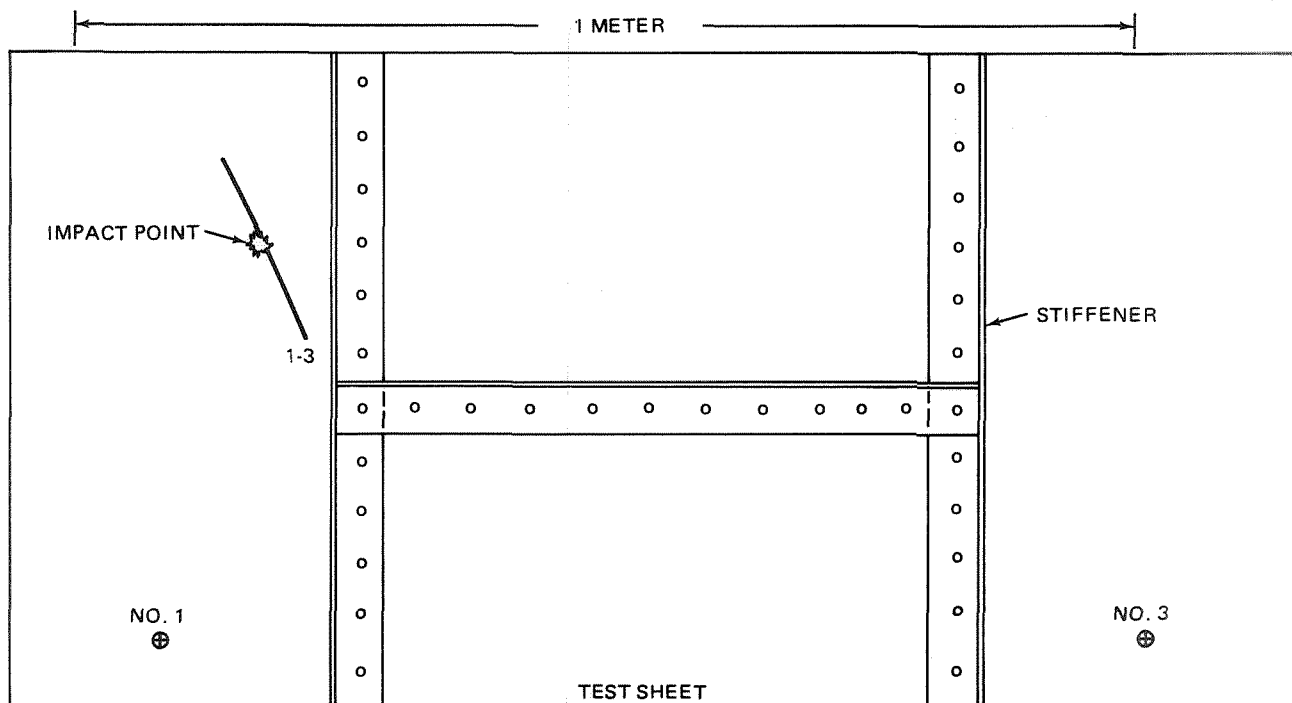 1 METER
IMPACT POINT
STIFFENER
1-3
NO. 1
NO. 3
TEST SHEET